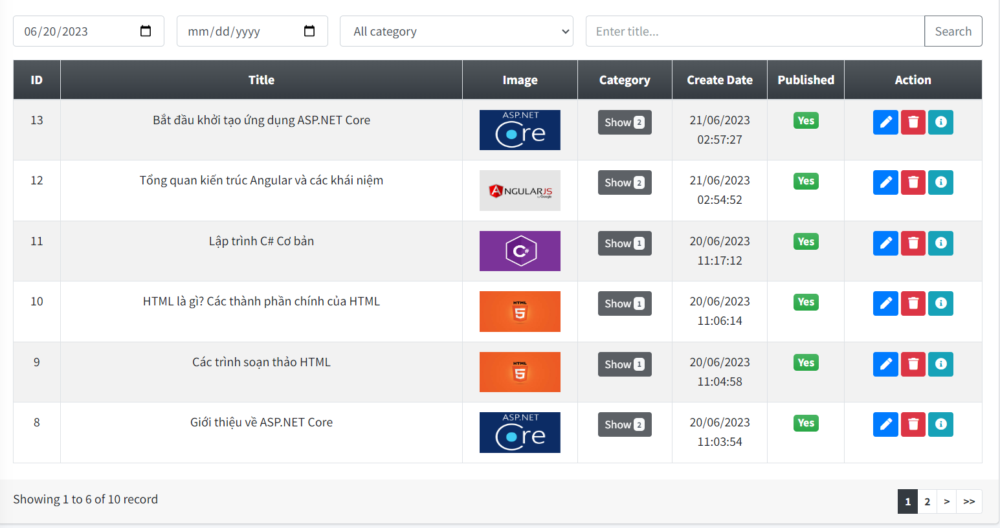 06/20/2023 mm/dd/yyyy All category Enter title... Search
ID Title Image Category Create Date Published Action
13 Bắt đầu khởi tạo ứng dụng ASP.NET Core ASP.NET Core Show 2 21/06/2023 Yes
02:57:27
12 Tổng quan kiến trúc Angular và các khái niệm ANGULARJS by Google Show 2 21/06/2023 Yes
02:54:52
11 Lập trình C# Cơ bản C# Show 1 20/06/2023 Yes
11:17:12
10 HTML là gì? Các thành phần chính của HTML HTML 5 Show 1 20/06/2023 Yes
11:06:14
9 Các trình soạn thảo HTML HTML 5 Show 1 20/06/2023 Yes
11:04:58
8 Giới thiệu về ASP.NET Core ASP.NET Core Show 2 20/06/2023 Yes
11:03:54
Showing 1 to 6 of 10 record 1 2 > >>